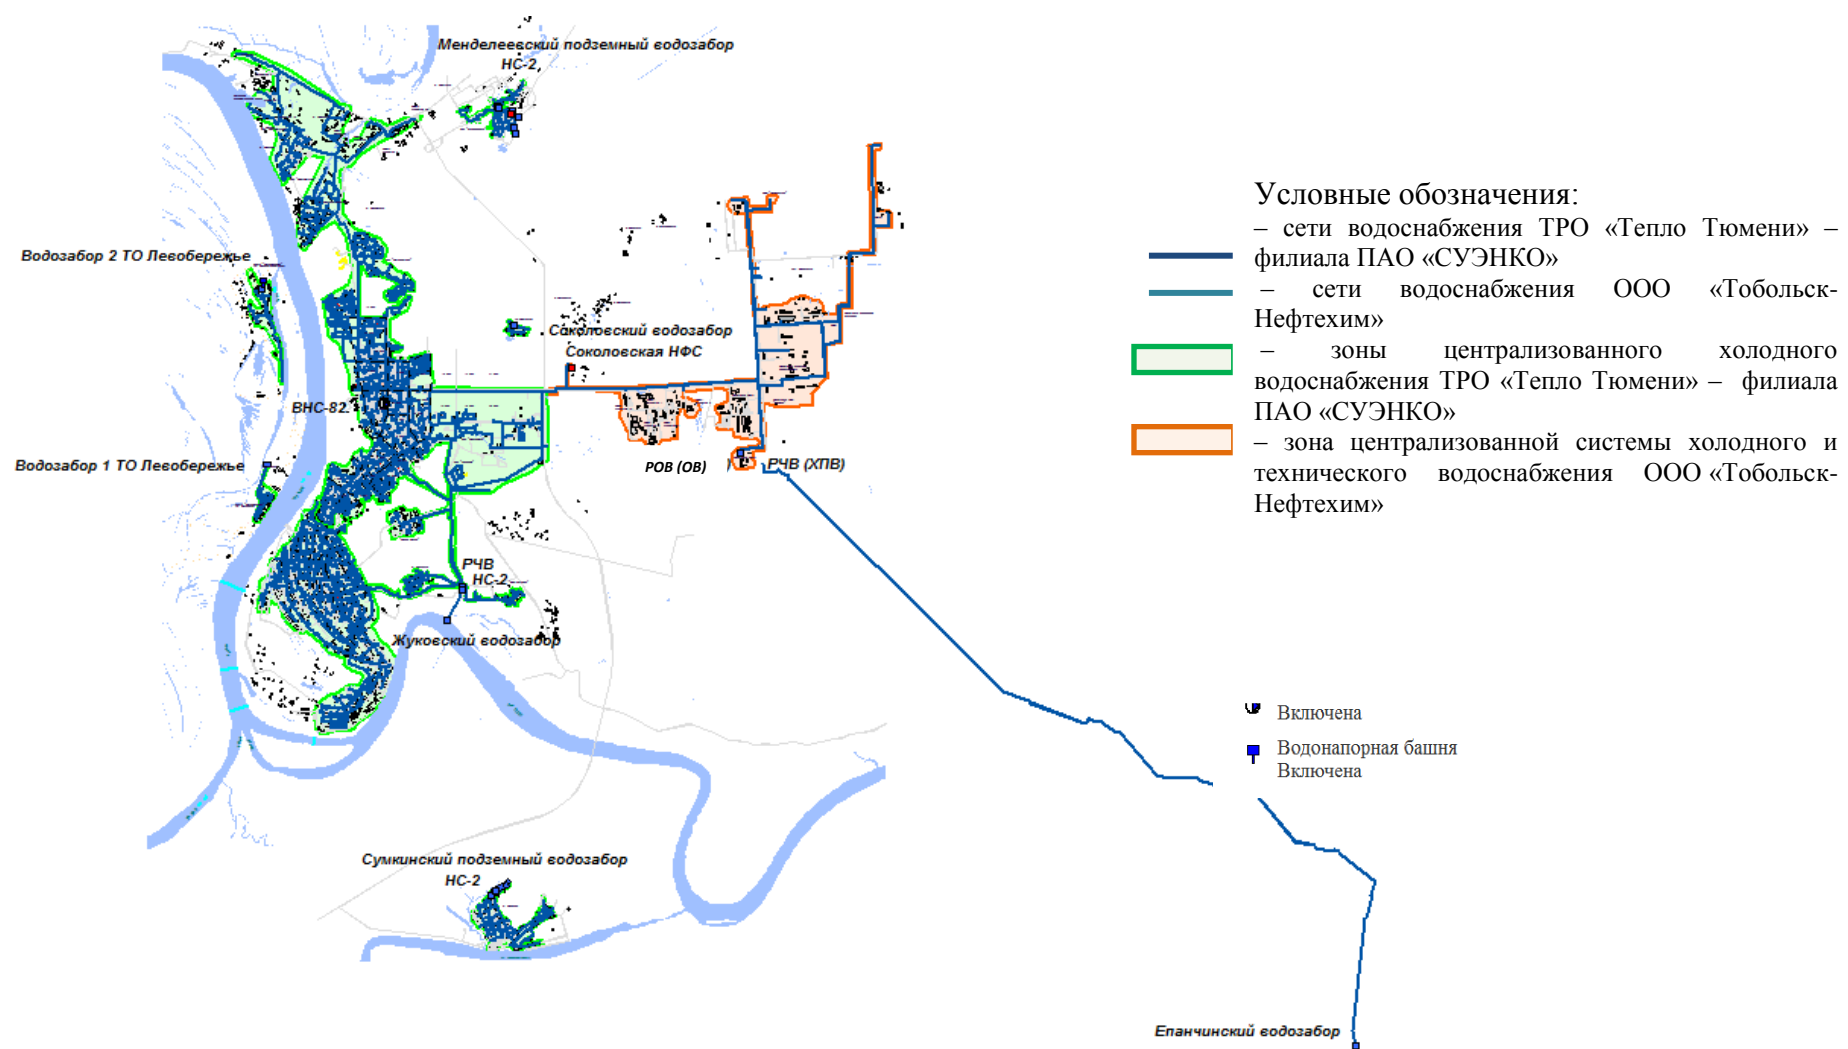 Менделеевский подземный водозабор
НС-2
Водозабор 2 ТО Левобережье
Соколовский водозабор
Соколовская НФС
ВНС-82
Водозабор 1 ТО Левобережье
РОВ (ОВ)
РЧВ (ХПВ)
РЧВ
НС-2
Жуковский водозабор
Сумкинский подземный водозабор
НС-2
Епанчинский водозабор
Условные обозначения:
– сети водоснабжения ТРО «Тепло Тюмени» –
филиала ПАО «СУЭНКО»
– сети водоснабжения ООО «Тобольск-
Нефтехим»
– зоны централизованного холодного
водоснабжения ТРО «Тепло Тюмени» – филиала
ПАО «СУЭНКО»
– зона централизованной системы холодного и
технического водоснабжения ООО «Тобольск-
Нефтехим»
Включена
Водонапорная башня
Включена